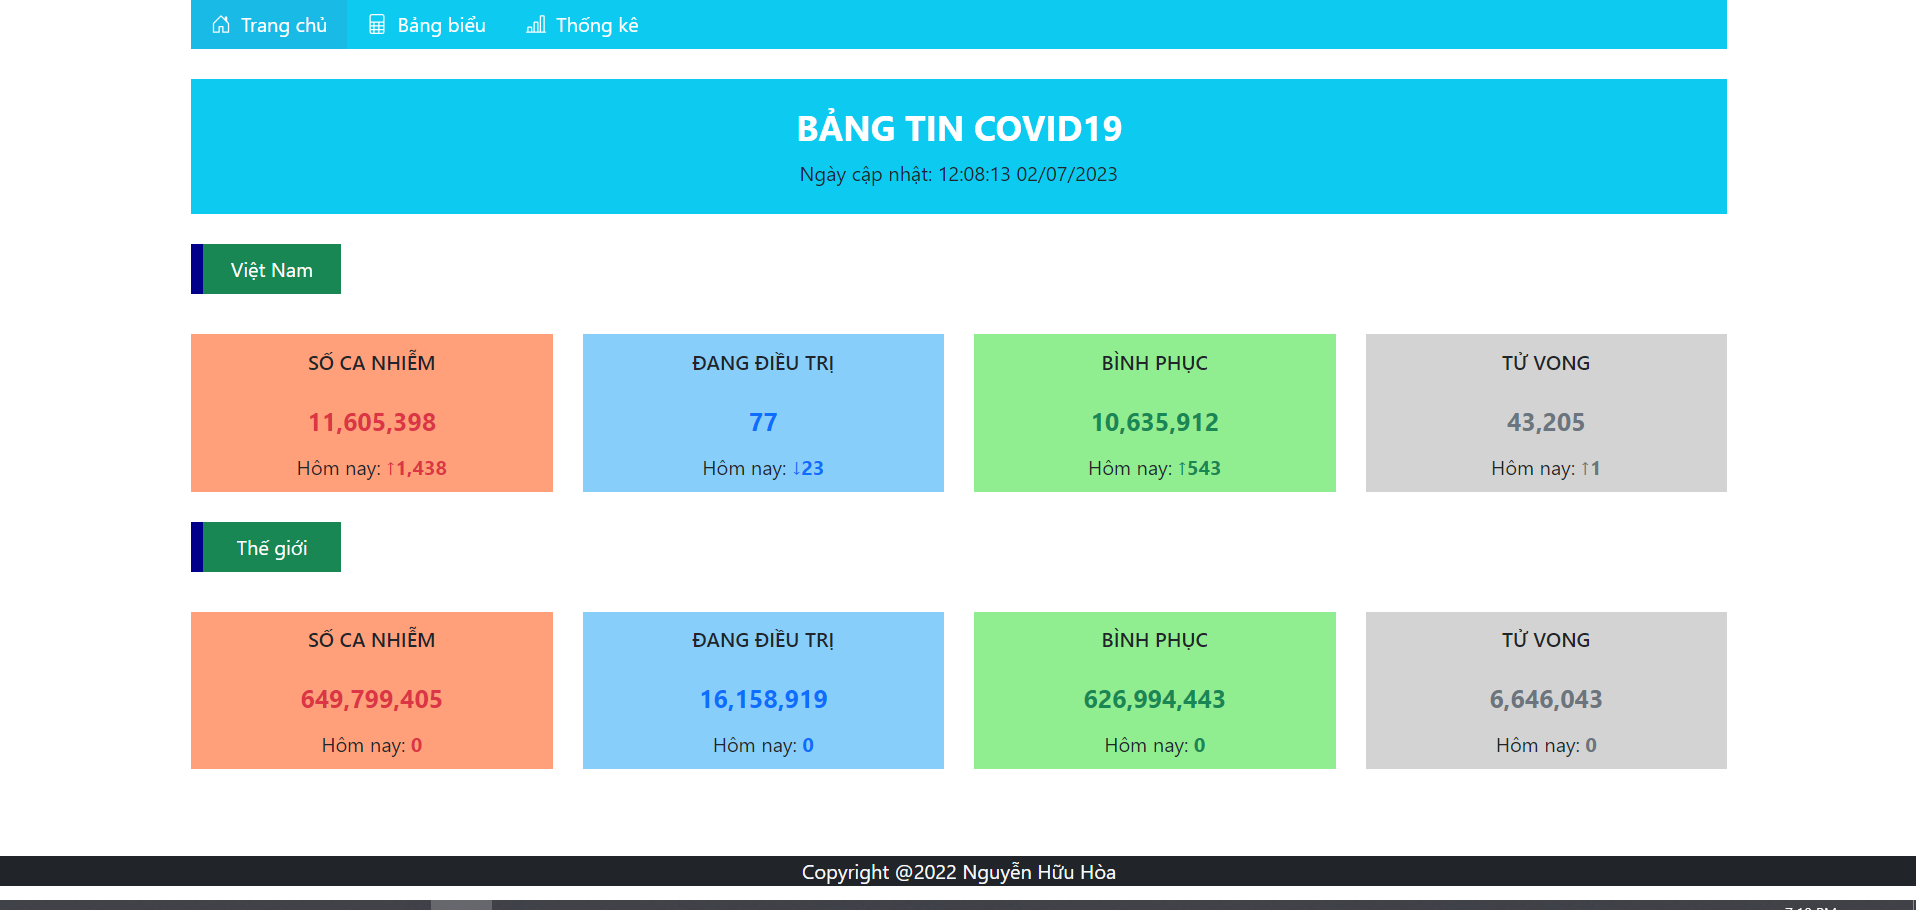 Trang chủ Bảng biểu Thống kê
BẢNG TIN COVID19
Ngày cập nhật: 12:08:13 02/07/2023
Việt Nam
SỐ CA NHIỄM
11,605,398
Hôm nay: ↑1,438
ĐANG ĐIỀU TRỊ
77
Hôm nay: ↓23
BÌNH PHỤC
10,635,912
Hôm nay: ↑543
TỬ VONG
43,205
Hôm nay: ↑1
Thế giới
SỐ CA NHIỄM
649,799,405
Hôm nay: 0
ĐANG ĐIỀU TRỊ
16,158,919
Hôm nay: 0
BÌNH PHỤC
626,994,443
Hôm nay: 0
TỬ VONG
6,646,043
Hôm nay: 0
Copyright @2022 Nguyễn Hữu Hòa